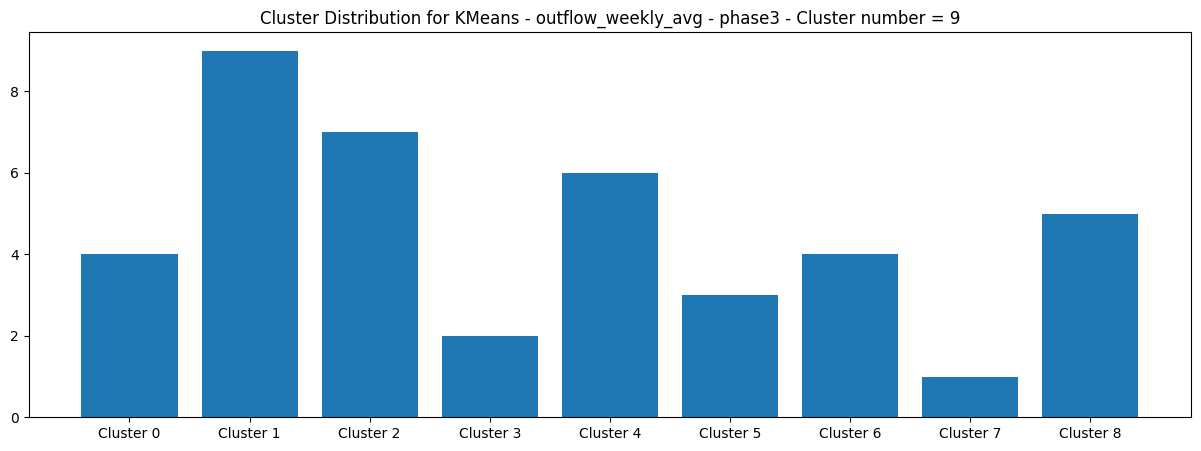 Cluster Distribution for KMeans - outflow_weekly_avg - phase3 - Cluster number = 9
8
6
4
2
0
Cluster 0 Cluster 1 Cluster 2 Cluster 3 Cluster 4 Cluster 5 Cluster 6 Cluster 7 Cluster 8